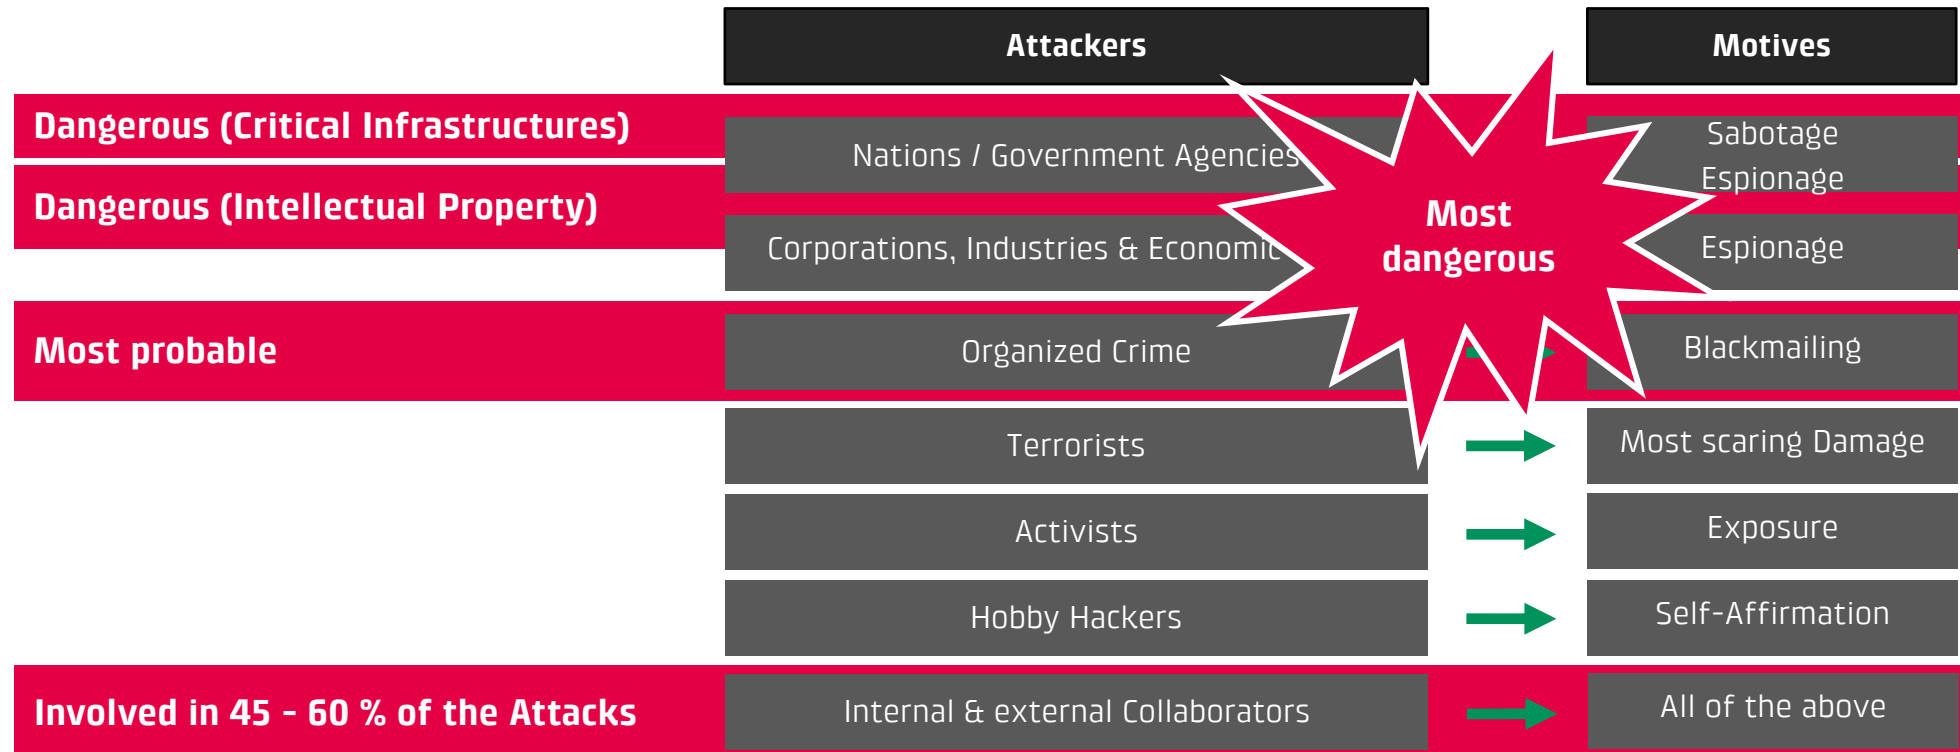 Attackers
Motives
Dangerous (Critical Infrastructures)
Nations / Government Agencies
Sabotage
Espionage
Dangerous (Intellectual Property)
Corporations, Industries & Economic
Espionage
Most
dangerous
Most probable
Organized Crime
Blackmailing
Terrorists
Most scaring Damage
Activists
Exposure
Hobby Hackers
Self-Affirmation
Involved in 45 - 60 % of the Attacks
Internal & external Collaborators
All of the above